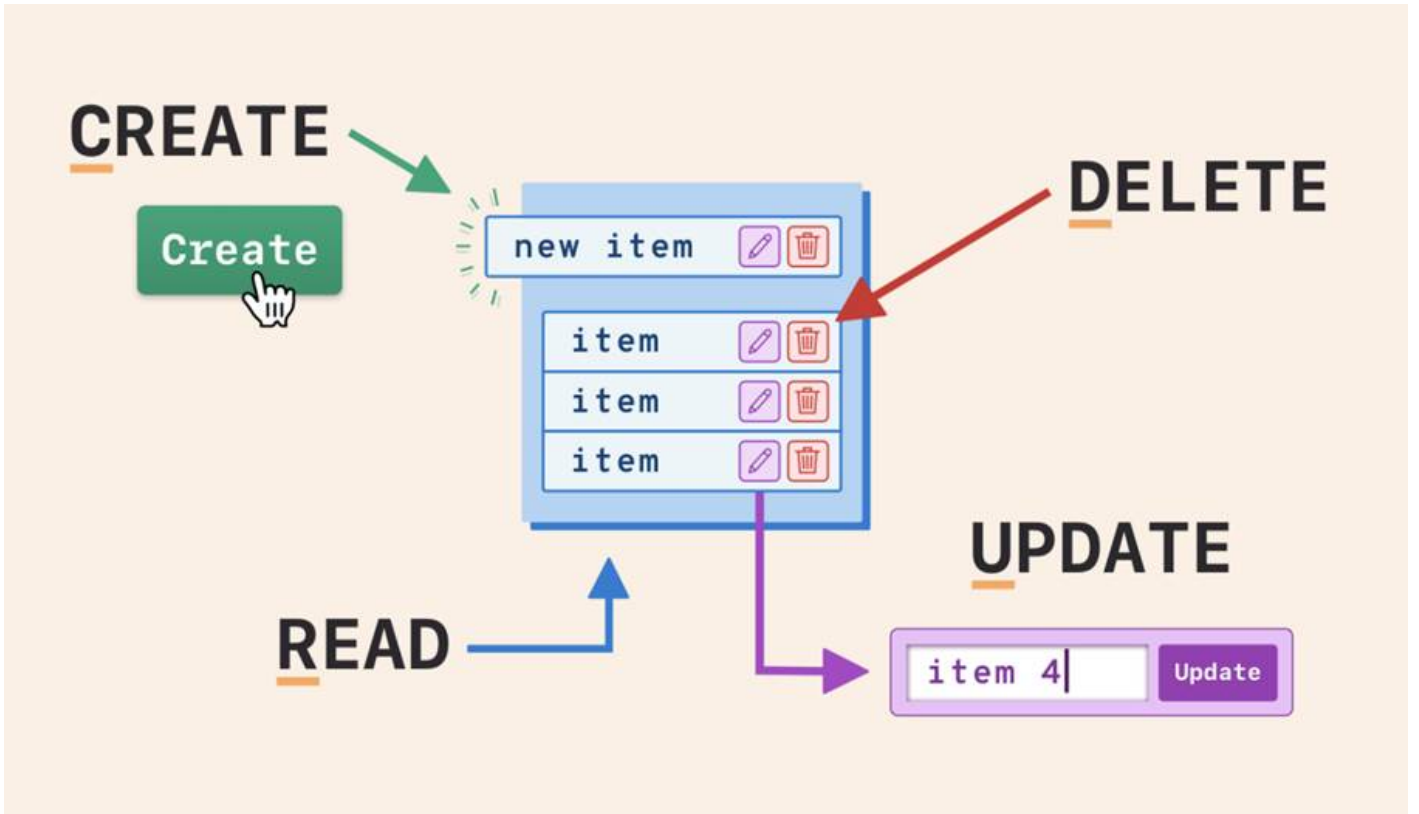 CREATE
Create
new item
item
item
item
DELETE
READ
UPDATE
item 4
Update